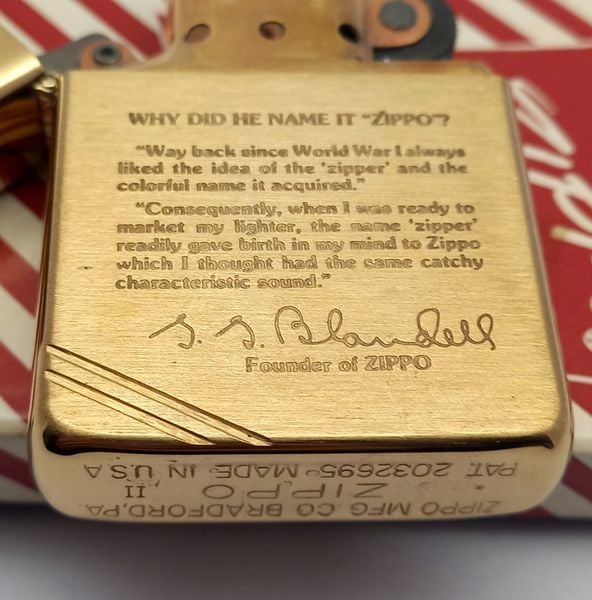 WHY DID HE NAME IT "ZIPPO"?
"Way back since World War I always
liked the idea of the 'zipper' and the
colorful name it acquired."
"Consequently, when I was ready to
market my lighter, the name 'zipper'
readily gave birth in my mind to Zippo
which I thought had the same catchy
characteristic sound."
G. G. Blaisdell
Founder of ZIPPO
ZIPPO MFG. CO BRADFORD, PA.
ZIPPO II
PAT. 2032695 MADE IN U.S.A